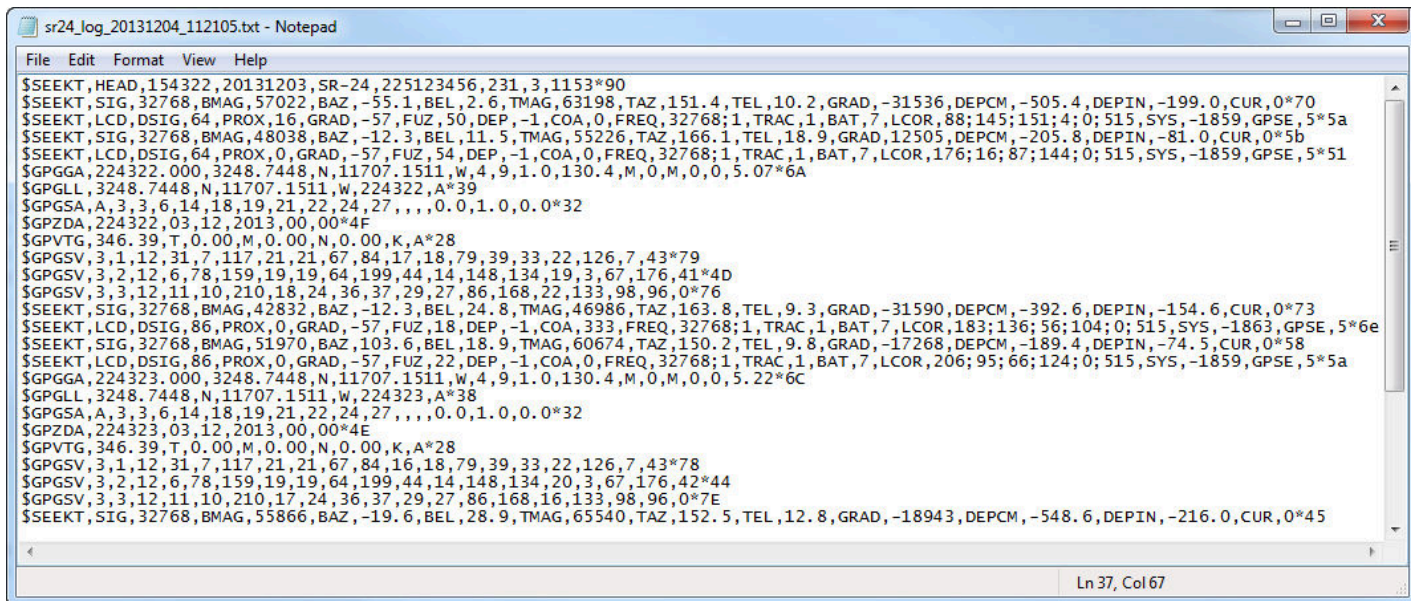 sr24_log_20131204_112105.txt - Notepad
File Edit Format View Help
$SEEKT,HEAD,154322,20131203,SR-24,225123456,231,3,1153*90
$SEEKT,SIG,32768,BMAG,57022,BAZ,-55.1,BEL,2.6,TMAG,63198,TAZ,151.4,TEL,10.2,GRAD,-31536,DEPCM,-505.4,DEPIN,-199.0,CUR,0*70
$SEEKT,LCD,DSIG,64,PROX,16,GRAD,-57,FUZ,50,DEP,-1,COA,0,FREQ,32768;1,TRAC,1,BAT,7,LCOR,88;145;151;4;0;515,SYS,-1859,GPSE,5*5a
$SEEKT,SIG,32768,BMAG,48038,BAZ,-12.3,BEL,11.5,TMAG,55226,TAZ,166.1,TEL,18.9,GRAD,12505,DEPCM,-205.8,DEPIN,-81.0,CUR,0*5b
$SEEKT,LCD,DSIG,64,PROX,0,GRAD,-57,FUZ,54,DEP,-1,COA,0,FREQ,32768;1,TRAC,1,BAT,7,LCOR,176;16;87;144;0;515,SYS,-1859,GPSE,5*51
$GPGGA,224322.000,3248.7448,N,11707.1511,W,4,9,1.0,130.4,M,0,M,0,0,5.07*6A
$GPGLL,3248.7448,N,11707.1511,W,224322,A*39
$GPGSA,A,3,3,6,14,18,19,21,22,24,27,,,,0.0,1.0,0.0*32
$GPZDA,224322,03,12,2013,00,00*4F
$GPVTG,346.39,T,0.00,M,0.00,N,0.00,K,A*28
$GPGSV,3,1,12,31,7,117,21,21,67,84,17,18,79,39,33,22,126,7,43*79
$GPGSV,3,2,12,6,78,159,19,19,64,199,44,14,148,134,19,3,67,176,41*4D
$GPGSV,3,3,12,11,10,210,18,24,36,37,29,27,86,168,22,133,98,96,0*76
$SEEKT,SIG,32768,BMAG,42832,BAZ,-12.3,BEL,24.8,TMAG,46986,TAZ,163.8,TEL,9.3,GRAD,-31590,DEPCM,-392.6,DEPIN,-154.6,CUR,0*73
$SEEKT,LCD,DSIG,86,PROX,0,GRAD,-57,FUZ,18,DEP,-1,COA,333,FREQ,32768;1,TRAC,1,BAT,7,LCOR,183;136;56;104;0;515,SYS,-1863,GPSE,5*6e
$SEEKT,SIG,32768,BMAG,51970,BAZ,103.6,BEL,18.9,TMAG,60674,TAZ,150.2,TEL,9.8,GRAD,-17268,DEPCM,-189.4,DEPIN,-74.5,CUR,0*58
$SEEKT,LCD,DSIG,86,PROX,0,GRAD,-57,FUZ,22,DEP,-1,COA,0,FREQ,32768;1,TRAC,1,BAT,7,LCOR,206;95;66;124;0;515,SYS,-1859,GPSE,5*5a
$GPGGA,224323.000,3248.7448,N,11707.1511,W,4,9,1.0,130.4,M,0,M,0,0,5.22*6C
$GPGLL,3248.7448,N,11707.1511,W,224323,A*38
$GPGSA,A,3,3,6,14,18,19,21,22,24,27,,,,0.0,1.0,0.0*32
$GPZDA,224323,03,12,2013,00,00*4E
$GPVTG,346.39,T,0.00,M,0.00,N,0.00,K,A*28
$GPGSV,3,1,12,31,7,117,21,21,67,84,16,18,79,39,33,22,126,7,43*78
$GPGSV,3,2,12,6,78,159,19,19,64,199,44,14,148,134,20,3,67,176,42*44
$GPGSV,3,3,12,11,10,210,17,24,36,37,29,27,86,168,16,133,98,96,0*7E
$SEEKT,SIG,32768,BMAG,55866,BAZ,-19.6,BEL,28.9,TMAG,65540,TAZ,152.5,TEL,12.8,GRAD,-18943,DEPCM,-548.6,DEPIN,-216.0,CUR,0*45
Ln 37, Col 67